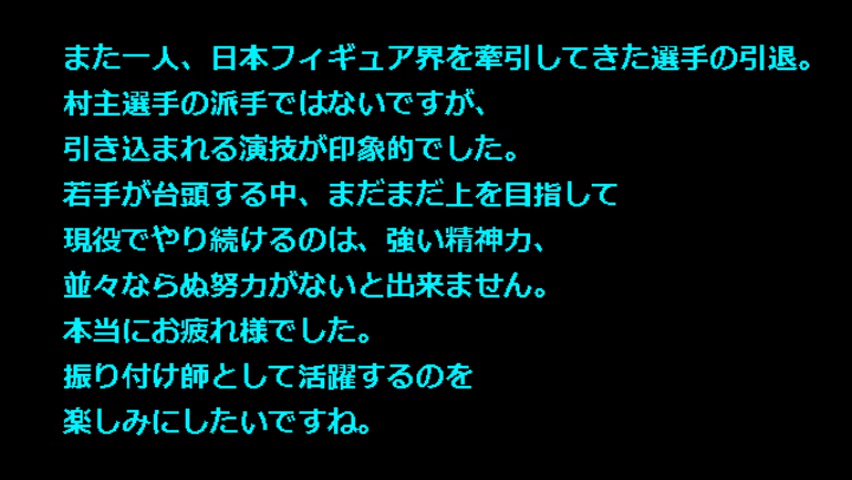 また一人、日本フィギュア界を牽引してきた選手の引退。
村主選手の派手ではないですが、
引き込まれる演技が印象的でした。
若手が台頭する中、まだまだ上を目指して
現役でやり続けるのは、強い精神力、
並々ならぬ努力がないと出来ません。
本当にお疲れ様でした。
振り付け師として活躍するのを
楽しみにしたいですね。